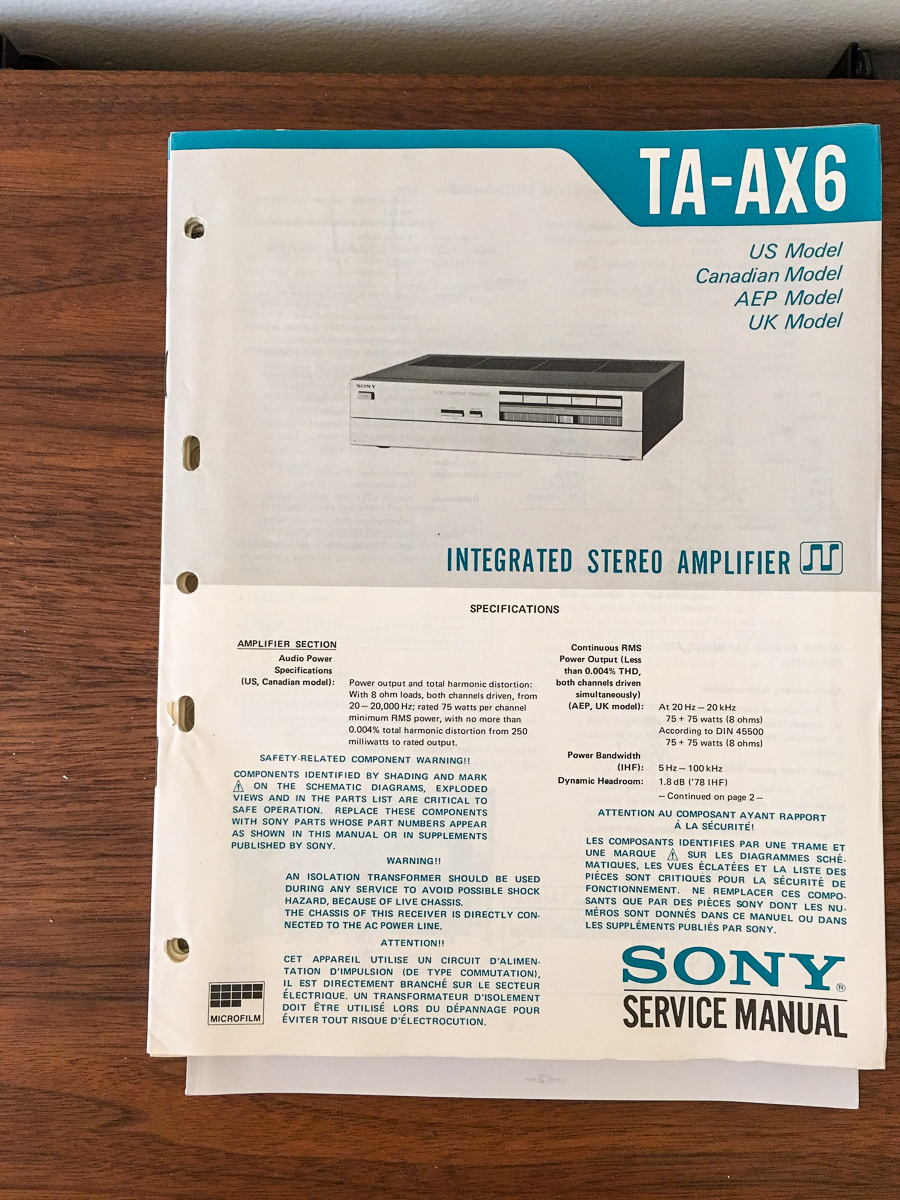 TA-AX6
US Model
Canadian Model
AEP Model
UK Model
SONY
INTEGRATED STEREO AMPLIFIER
SPECIFICATIONS
AMPLIFIER SECTION
Audio Power
Specifications
(US, Canadian model):
Power output and total harmonic distortion:
With 8 ohm loads, both channels driven, from
20 – 20,000 Hz; rated 75 watts per channel
minimum RMS power, with no more than
0.004% total harmonic distortion from 250
milliwatts to rated output.
SAFETY-RELATED COMPONENT WARNING!!
COMPONENTS IDENTIFIED BY SHADING AND MARK
⚠ ON THE SCHEMATIC DIAGRAMS, EXPLODED
VIEWS AND IN THE PARTS LIST ARE CRITICAL TO
SAFE OPERATION. REPLACE THESE COMPONENTS
WITH SONY PARTS WHOSE PART NUMBERS APPEAR
AS SHOWN IN THIS MANUAL OR IN SUPPLEMENTS
PUBLISHED BY SONY.
WARNING!!
AN ISOLATION TRANSFORMER SHOULD BE USED
DURING ANY SERVICE TO AVOID POSSIBLE SHOCK
HAZARD, BECAUSE OF LIVE CHASSIS.
THE CHASSIS OF THIS RECEIVER IS DIRECTLY CON-
NECTED TO THE AC POWER LINE.
ATTENTION!!
CET APPAREIL UTILISE UN CIRCUIT D'ALIMEN-
TATION D'IMPULSION (DE TYPE COMMUTATION),
IL EST DIRECTEMENT BRANCHÉ SUR LE SECTEUR
ÉLECTRIQUE. UN TRANSFORMATEUR D'ISOLEMENT
DOIT ÊTRE UTILISÉ LORS DU DÉPANNAGE POUR
ÉVITER TOUT RISQUE D'ÉLECTROCUTION.
MICROFILM
Continuous RMS
Power Output (Less
than 0.004% THD,
both channels driven
simultaneously)
(AEP, UK model):
At 20 Hz – 20 kHz
75 + 75 watts (8 ohms)
According to DIN 45500
75 + 75 watts (8 ohms)
Power Bandwidth
(IHF): 5 Hz – 100 kHz
Dynamic Headroom: 1.8 dB ('78 IHF)
– Continued on page 2 –
ATTENTION AU COMPOSANT AYANT RAPPORT
Á LA SÉCURITÉ!
LES COMPOSANTS IDENTIFIES PAR UNE TRAME ET
UNE MARQUE ⚠ SUR LES DIAGRAMMES SCHÉ-
MATIQUES, LES VUES ÉCLATÉES ET LA LISTE DES
PIÈCES SONT CRITIQUES POUR LA SÉCURITÉ DE
FONCTIONNEMENT. NE REMPLACER CES COMPO-
SANTS QUE PAR DES PIÈCES SONY DONT LES NU-
MÉROS SONT DONNÉS DANS CE MANUEL OU DANS
LES SUPPLÉMENTS PUBLIÉS PAR SONY.
SONY®
SERVICE MANUAL